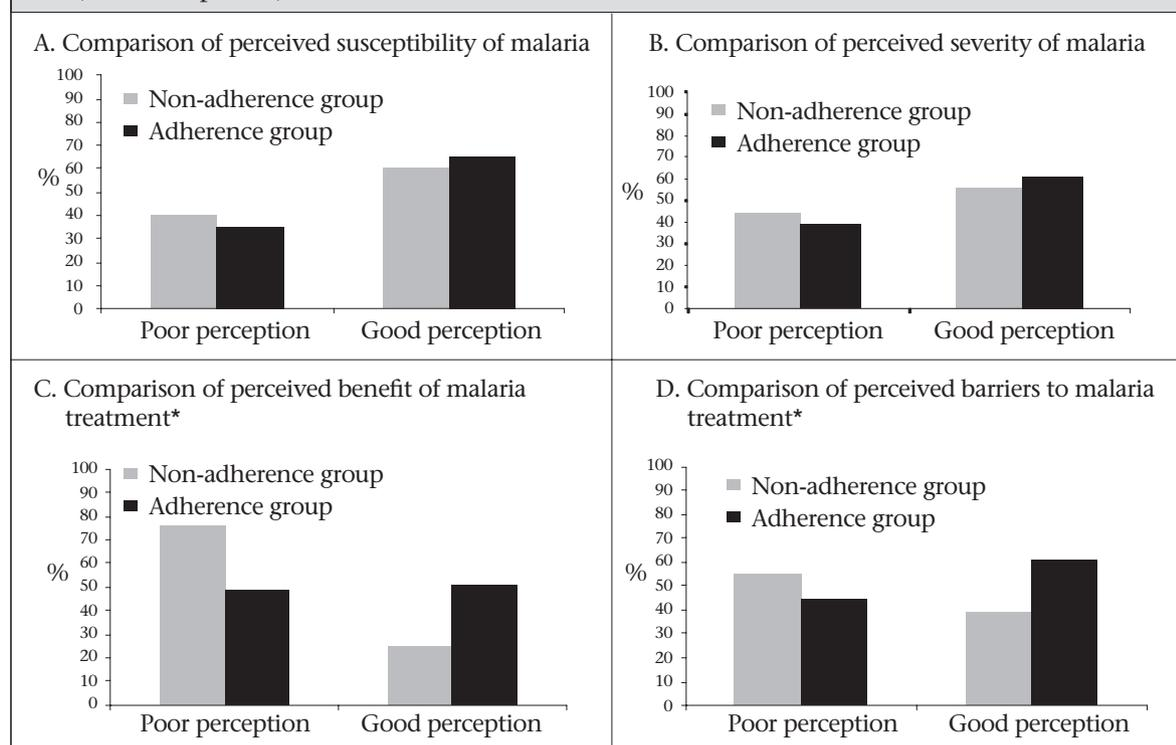 A. Comparison of perceived susceptibility of malaria
100
90
80
70
60
50
40
30
20
10
0
%
Non-adherence group
Adherence group
Poor perception Good perception
B. Comparison of perceived severity of malaria
100
90
80
70
60
50
40
30
20
10
0
%
Non-adherence group
Adherence group
Poor perception Good perception
C. Comparison of perceived benefit of malaria
treatment*
100
90
80
70
60
50
40
30
20
10
0
%
Non-adherence group
Adherence group
Poor perception Good perception
D. Comparison of perceived barriers to malaria
treatment*
100
90
80
70
60
50
40
30
20
10
0
%
Non-adherence group
Adherence group
Poor perception Good perception